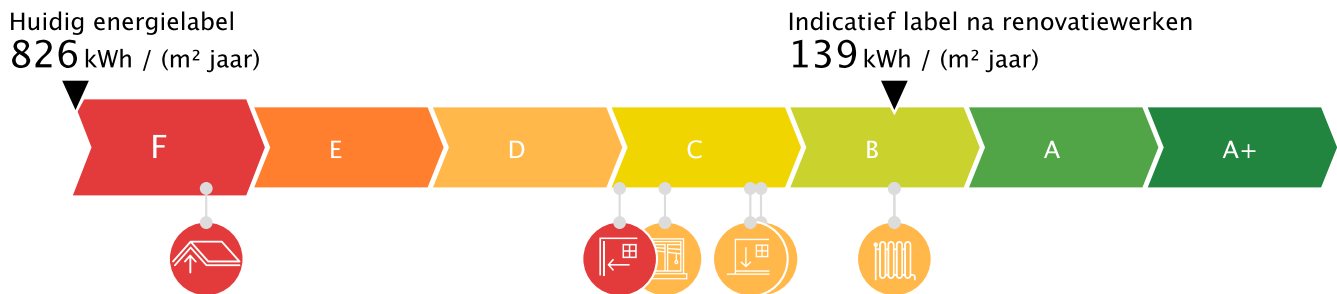 Huidig energielabel
826 kWh / (m² jaar)
Indicatief label na renovatiewerken
139 kWh / (m² jaar)
F E D C B A A+